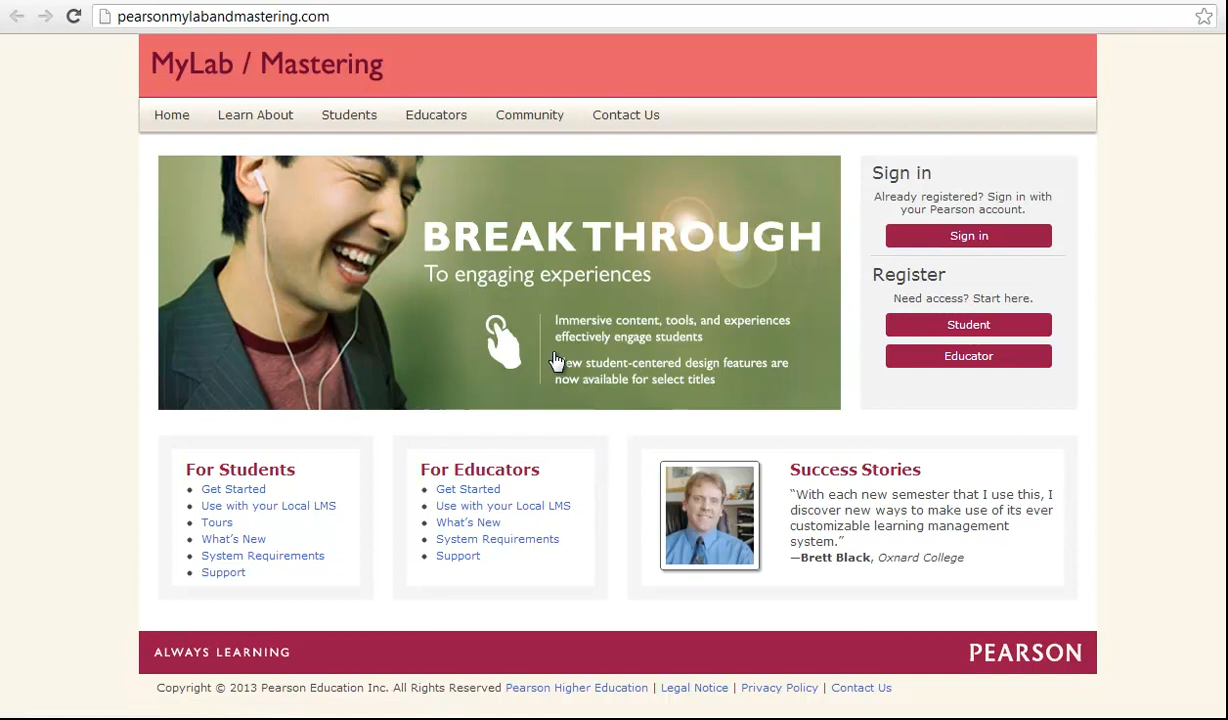 pearsonmylabandmastering.com
MyLab / Mastering
Home Learn About Students Educators Community Contact Us
BREAK THROUGH
To engaging experiences
Immersive content, tools, and experiences
effectively engage students
ew student-centered design features are
now available for select titles
Sign in
Already registered? Sign in with
your Pearson account.
Sign in
Register
Need access? Start here.
Student
Educator
For Students
Get Started
Use with your Local LMS
Tours
What's New
System Requirements
Support
For Educators
Get Started
Use with your Local LMS
What's New
System Requirements
Support
Success Stories
“With each new semester that I use this, I
discover new ways to make use of its ever
customizable learning management
system.”
—Brett Black, Oxnard College
ALWAYS LEARNING
PEARSON
Copyright © 2013 Pearson Education Inc. All Rights Reserved Pearson Higher Education | Legal Notice | Privacy Policy | Contact Us